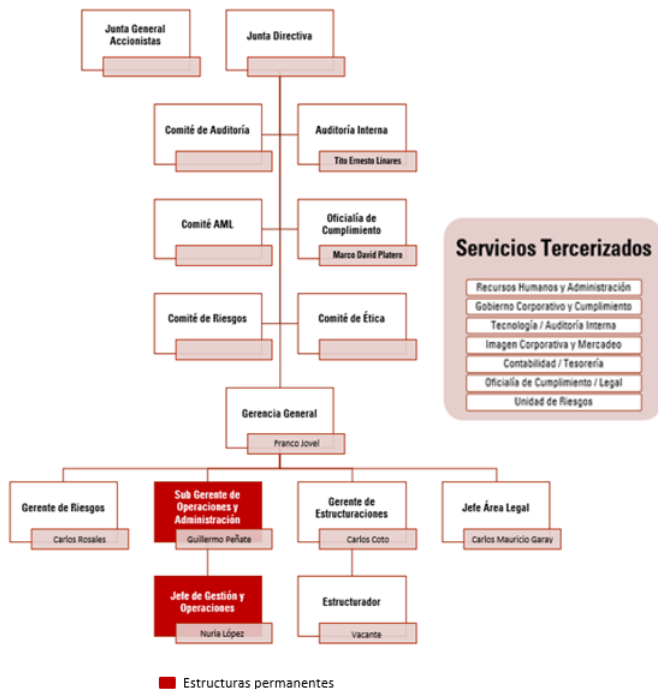 Junta General
Accionistas
Junta Directiva
Comité de Auditoría
Auditoría Interna
Tito Ernesto Linares
Comité AML
Oficialía de
Cumplimiento
Marco David Platero
Comité de Riesgos
Comité de Ética
Servicios Tercerizados
Recursos Humanos y Administración
Gobierno Corporativo y Cumplimiento
Tecnología / Auditoría Interna
Imagen Corporativa y Mercadeo
Contabilidad / Tesorería
Oficialía de Cumplimiento / Legal
Unidad de Riesgos
Gerencia General
Franco Jovel
Gerente de Riesgos
Carlos Rosales
Sub Gerente de
Operaciones y
Administración
Guillermo Peñate
Gerente de
Estructuraciones
Carlos Coto
Jefe Área Legal
Carlos Mauricio Garay
Jefe de Gestión y
Operaciones
Nuria López
Estructurador
Vacante
Estructuras permanentes